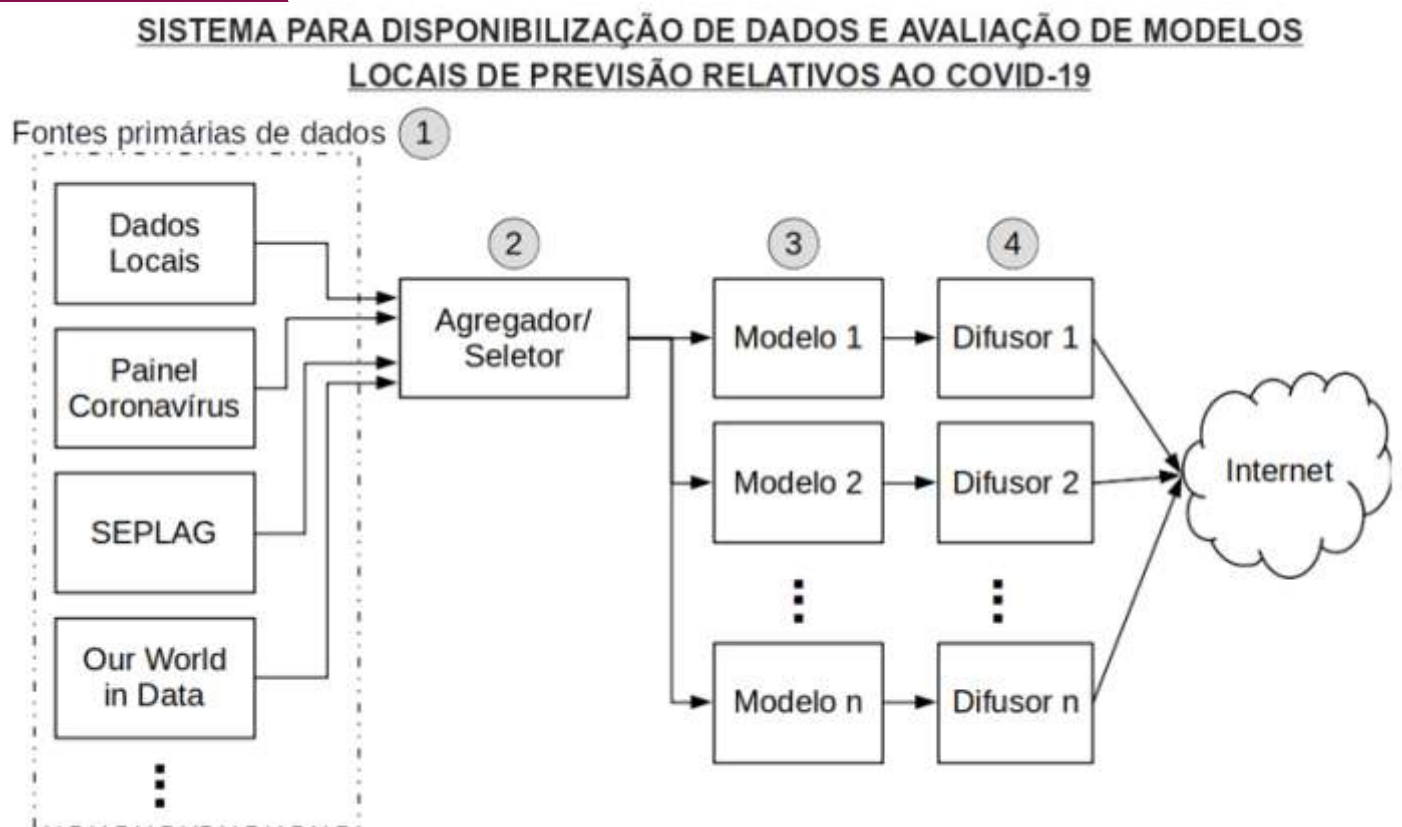 SISTEMA PARA DISPONIBILIZAÇÃO DE DADOS E AVALIAÇÃO DE MODELOS
LOCAIS DE PREVISÃO RELATIVOS AO COVID-19
Fontes primárias de dados 1
Dados
Locais
Painel
Coronavírus
SEPLAG
Our World
in Data
2
Agregador/
Seletor
3
Modelo 1
Modelo 2
Modelo n
4
Difusor 1
Difusor 2
Difusor n
Internet